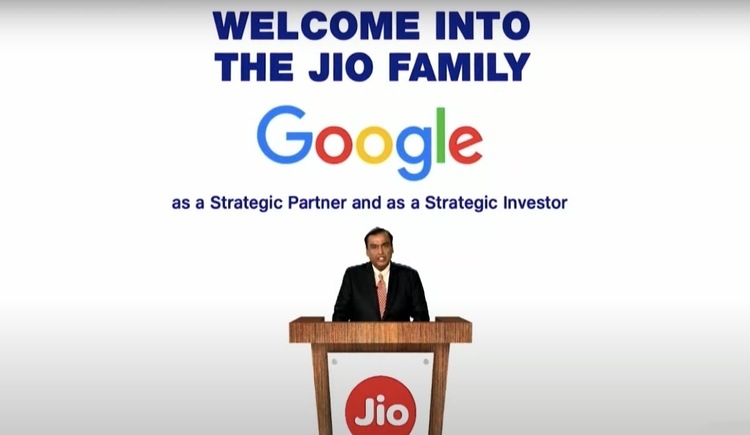 WELCOME INTO
THE JIO FAMILY
Google
as a Strategic Partner and as a Strategic Investor
Jio